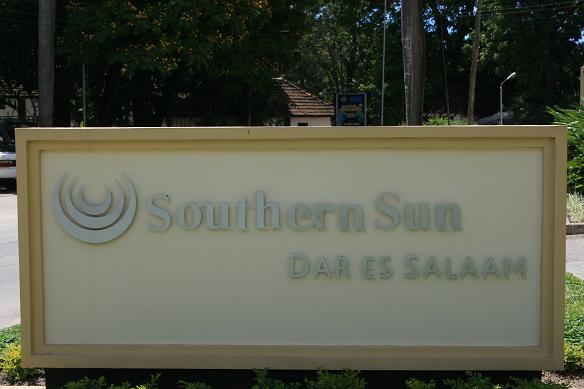 Southern Sun
DAR ES SALAAM